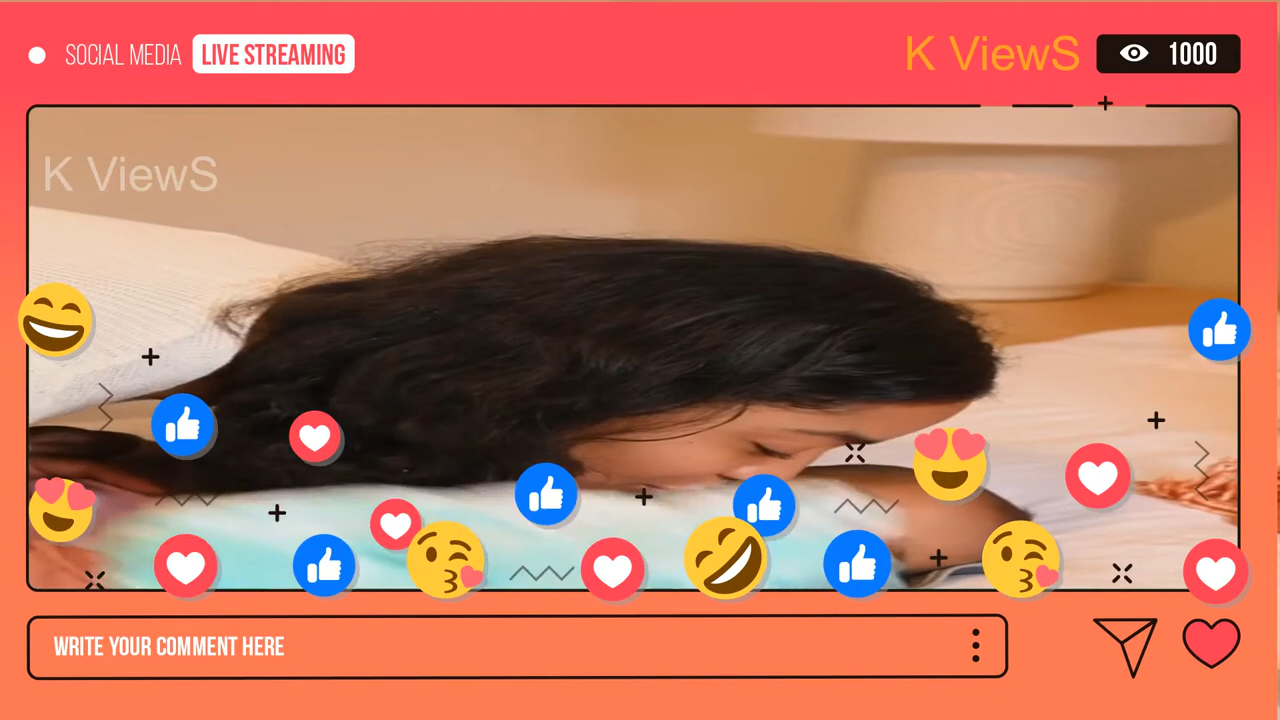 SOCIAL MEDIA LIVE STREAMING
K ViewS
1000
K ViewS
WRITE YOUR COMMENT HERE